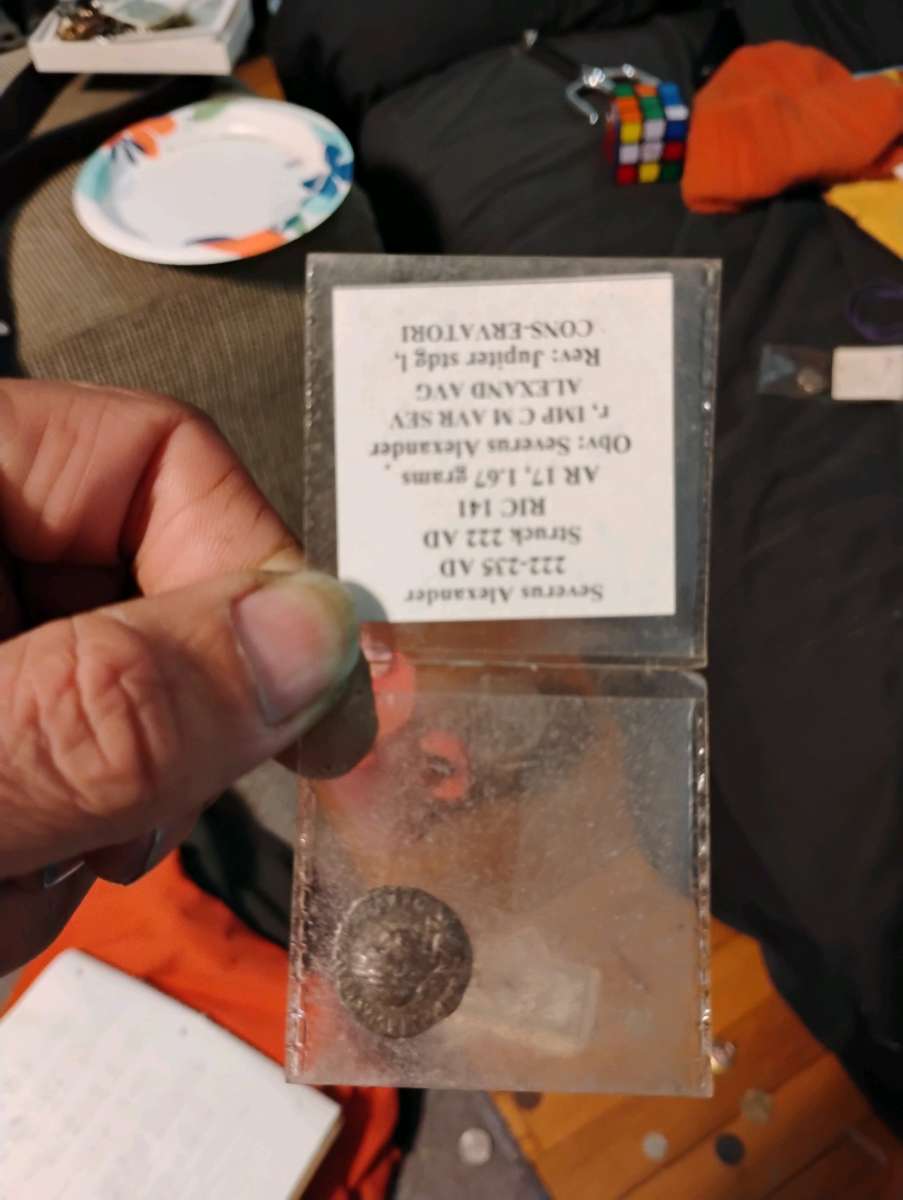 Severus Alexander
222-235 AD
Struck 222 AD
RIC 141
AR 17, 1.67 grams
Obv: Severus Alexander
r, IMP C M AVR SEV
ALEXAND AVG
Rev: Jupiter stdg l,
CONS-ERVATORI